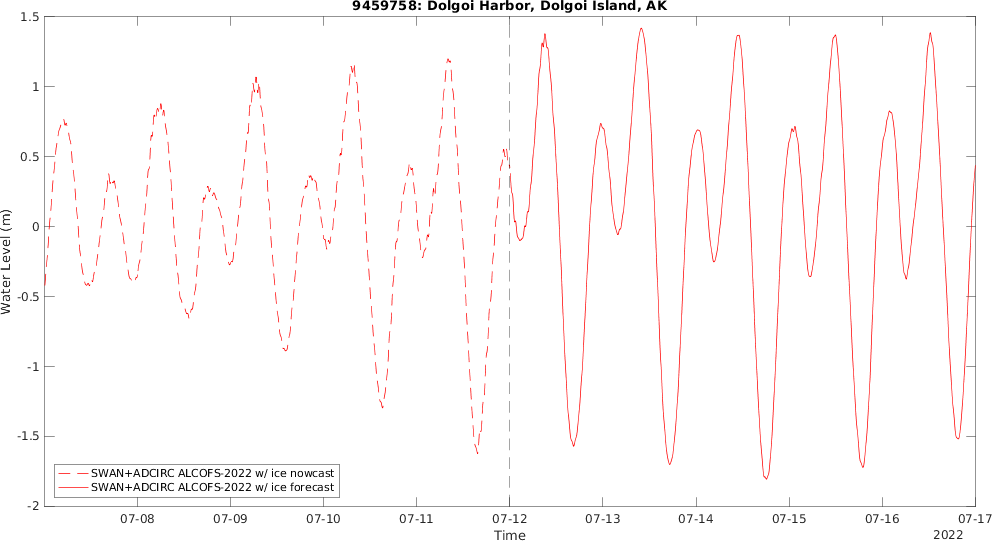 9459758: Dolgoi Harbor, Dolgoi Island, AK
1.5
1
0.5
0
-0.5
-1
-1.5
-2
Water Level (m)
SWAN+ADCIRC ALCOFS-2022 w/ ice nowcast
SWAN+ADCIRC ALCOFS-2022 w/ ice forecast
07-08 07-09 07-10 07-11 07-12 07-13 07-14 07-15 07-16 07-17
Time
2022